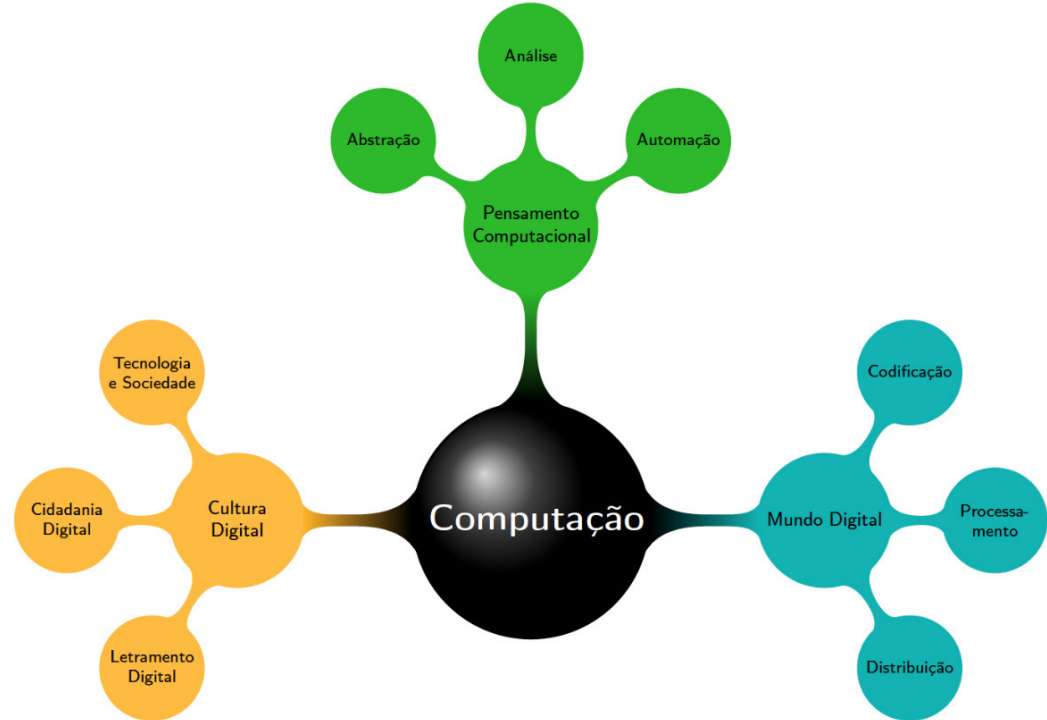 Análise
Abstração
Automação
Pensamento
Computacional
Tecnologia
e Sociedade
Cidadania
Digital
Letramento
Digital
Cultura
Digital
Computação
Mundo Digital
Codificação
Processa-
mento
Distribuição